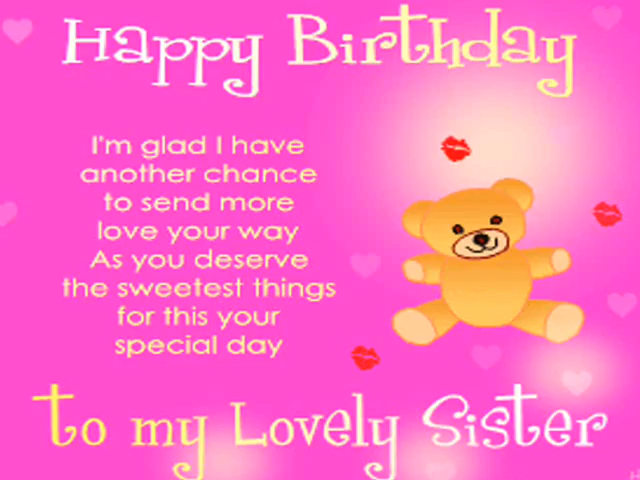 Happy Birthday
I'm glad I have
another chance
to send more
love your way
As you deserve
the sweetest things
for this your
special day
to my Lovely Sister